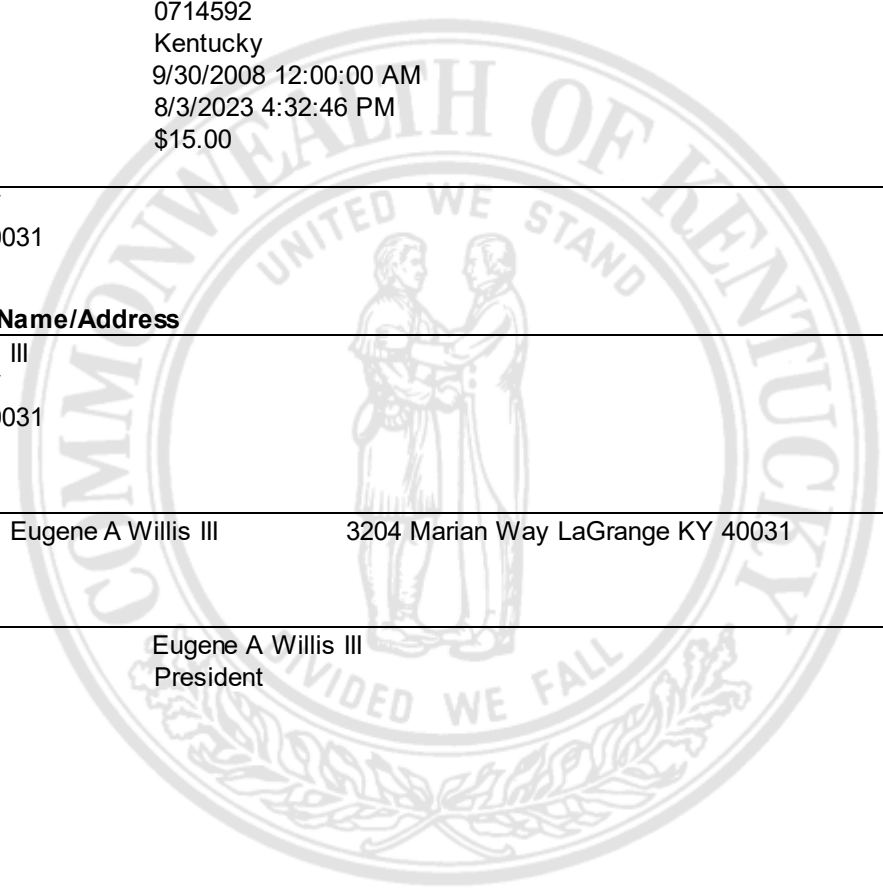 0714592
Kentucky
9/30/2008 12:00:00 AM
8/3/2023 4:32:46 PM
$15.00
0031
Name/Address
III
0031
Eugene A Willis III 3204 Marian Way LaGrange KY 40031
Eugene A Willis III
President
COMMONWEALTH OF KENTUCKY
UNITED WE STAND
DIVIDED WE FALL